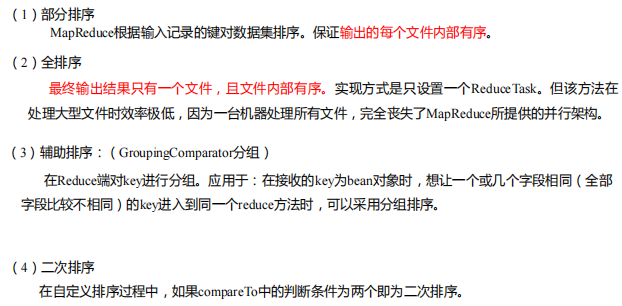 （1）部分排序
MapReduce根据输入记录的键对数据集排序。保证输出的每个文件内部有序。
（2）全排序
最终输出结果只有一个文件，且文件内部有序。实现方式是只设置一个ReduceTask。但该方法在
处理大型文件时效率极低，因为一台机器处理所有文件，完全丧失了MapReduce所提供的并行架构。
（3）辅助排序：（GroupingComparator分组）
在Reduce端对key进行分组。应用于：在接收的key为bean对象时，想让一个或几个字段相同（全部
字段比较不相同）的key进入到同一个reduce方法时，可以采用分组排序。
（4）二次排序
在自定义排序过程中，如果compareTo中的判断条件为两个即为二次排序。